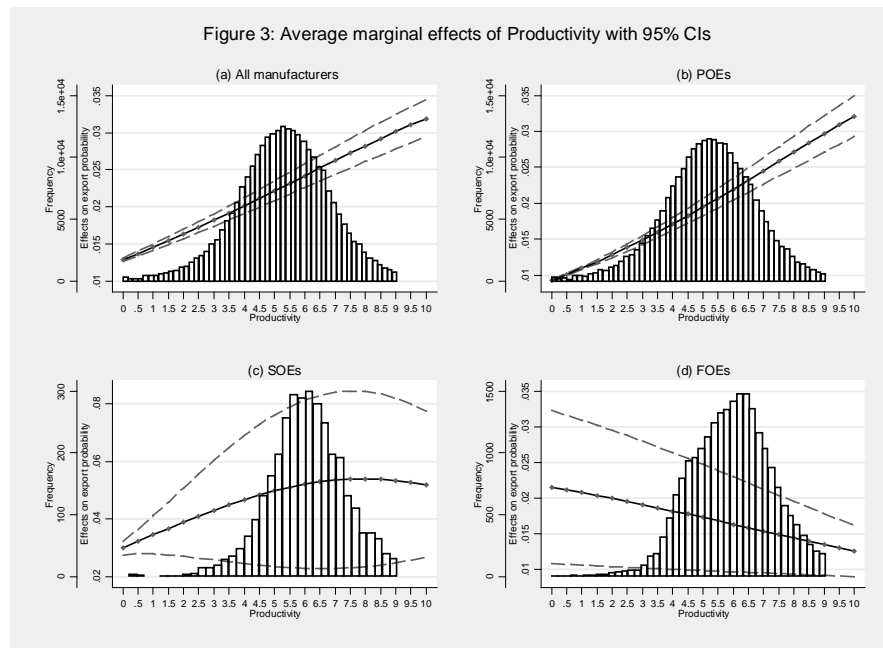 Figure 3: Average marginal effects of Productivity with 95% CIs
(a) All manufacturers
Frequency
0 5000 1.0e+04 1.5e+04
Effects on export probability
.01 .015 .02 .025 .03 .035
0 .5 1 1.5 2 2.5 3 3.5 4 4.5 5 5.5 6 6.5 7 7.5 8 8.5 9 9.5 10
Productivity
(b) POEs
Frequency
0 5000 1.0e+04 1.5e+04
Effects on export probability
.01 .015 .02 .025 .03 .035
0 .5 1 1.5 2 2.5 3 3.5 4 4.5 5 5.5 6 6.5 7 7.5 8 8.5 9 9.5 10
Productivity
(c) SOEs
Frequency
0 100 200 300
Effects on export probability
.02 .04 .06 .08
0 .5 1 1.5 2 2.5 3 3.5 4 4.5 5 5.5 6 6.5 7 7.5 8 8.5 9 9.5 10
Productivity
(d) FOEs
Frequency
0 500 1000 1500
Effects on export probability
.01 .015 .02 .025 .03 .035
0 .5 1 1.5 2 2.5 3 3.5 4 4.5 5 5.5 6 6.5 7 7.5 8 8.5 9 9.5 10
Productivity